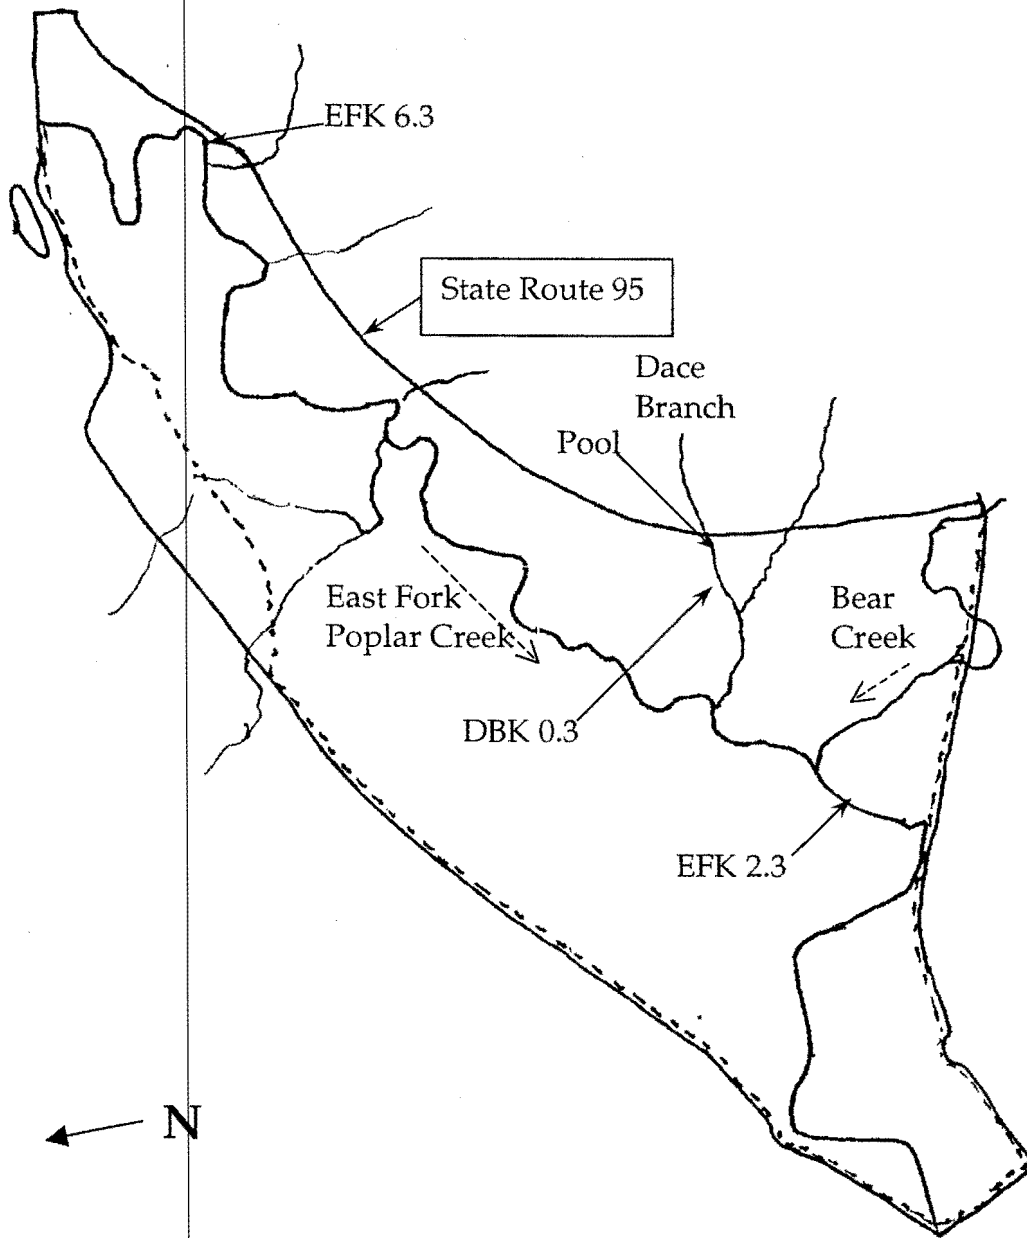 EFK 6.3
State Route 95
Dace
Branch
Pool
East Fork
Poplar Creek
Bear
Creek
DBK 0.3
EFK 2.3
N